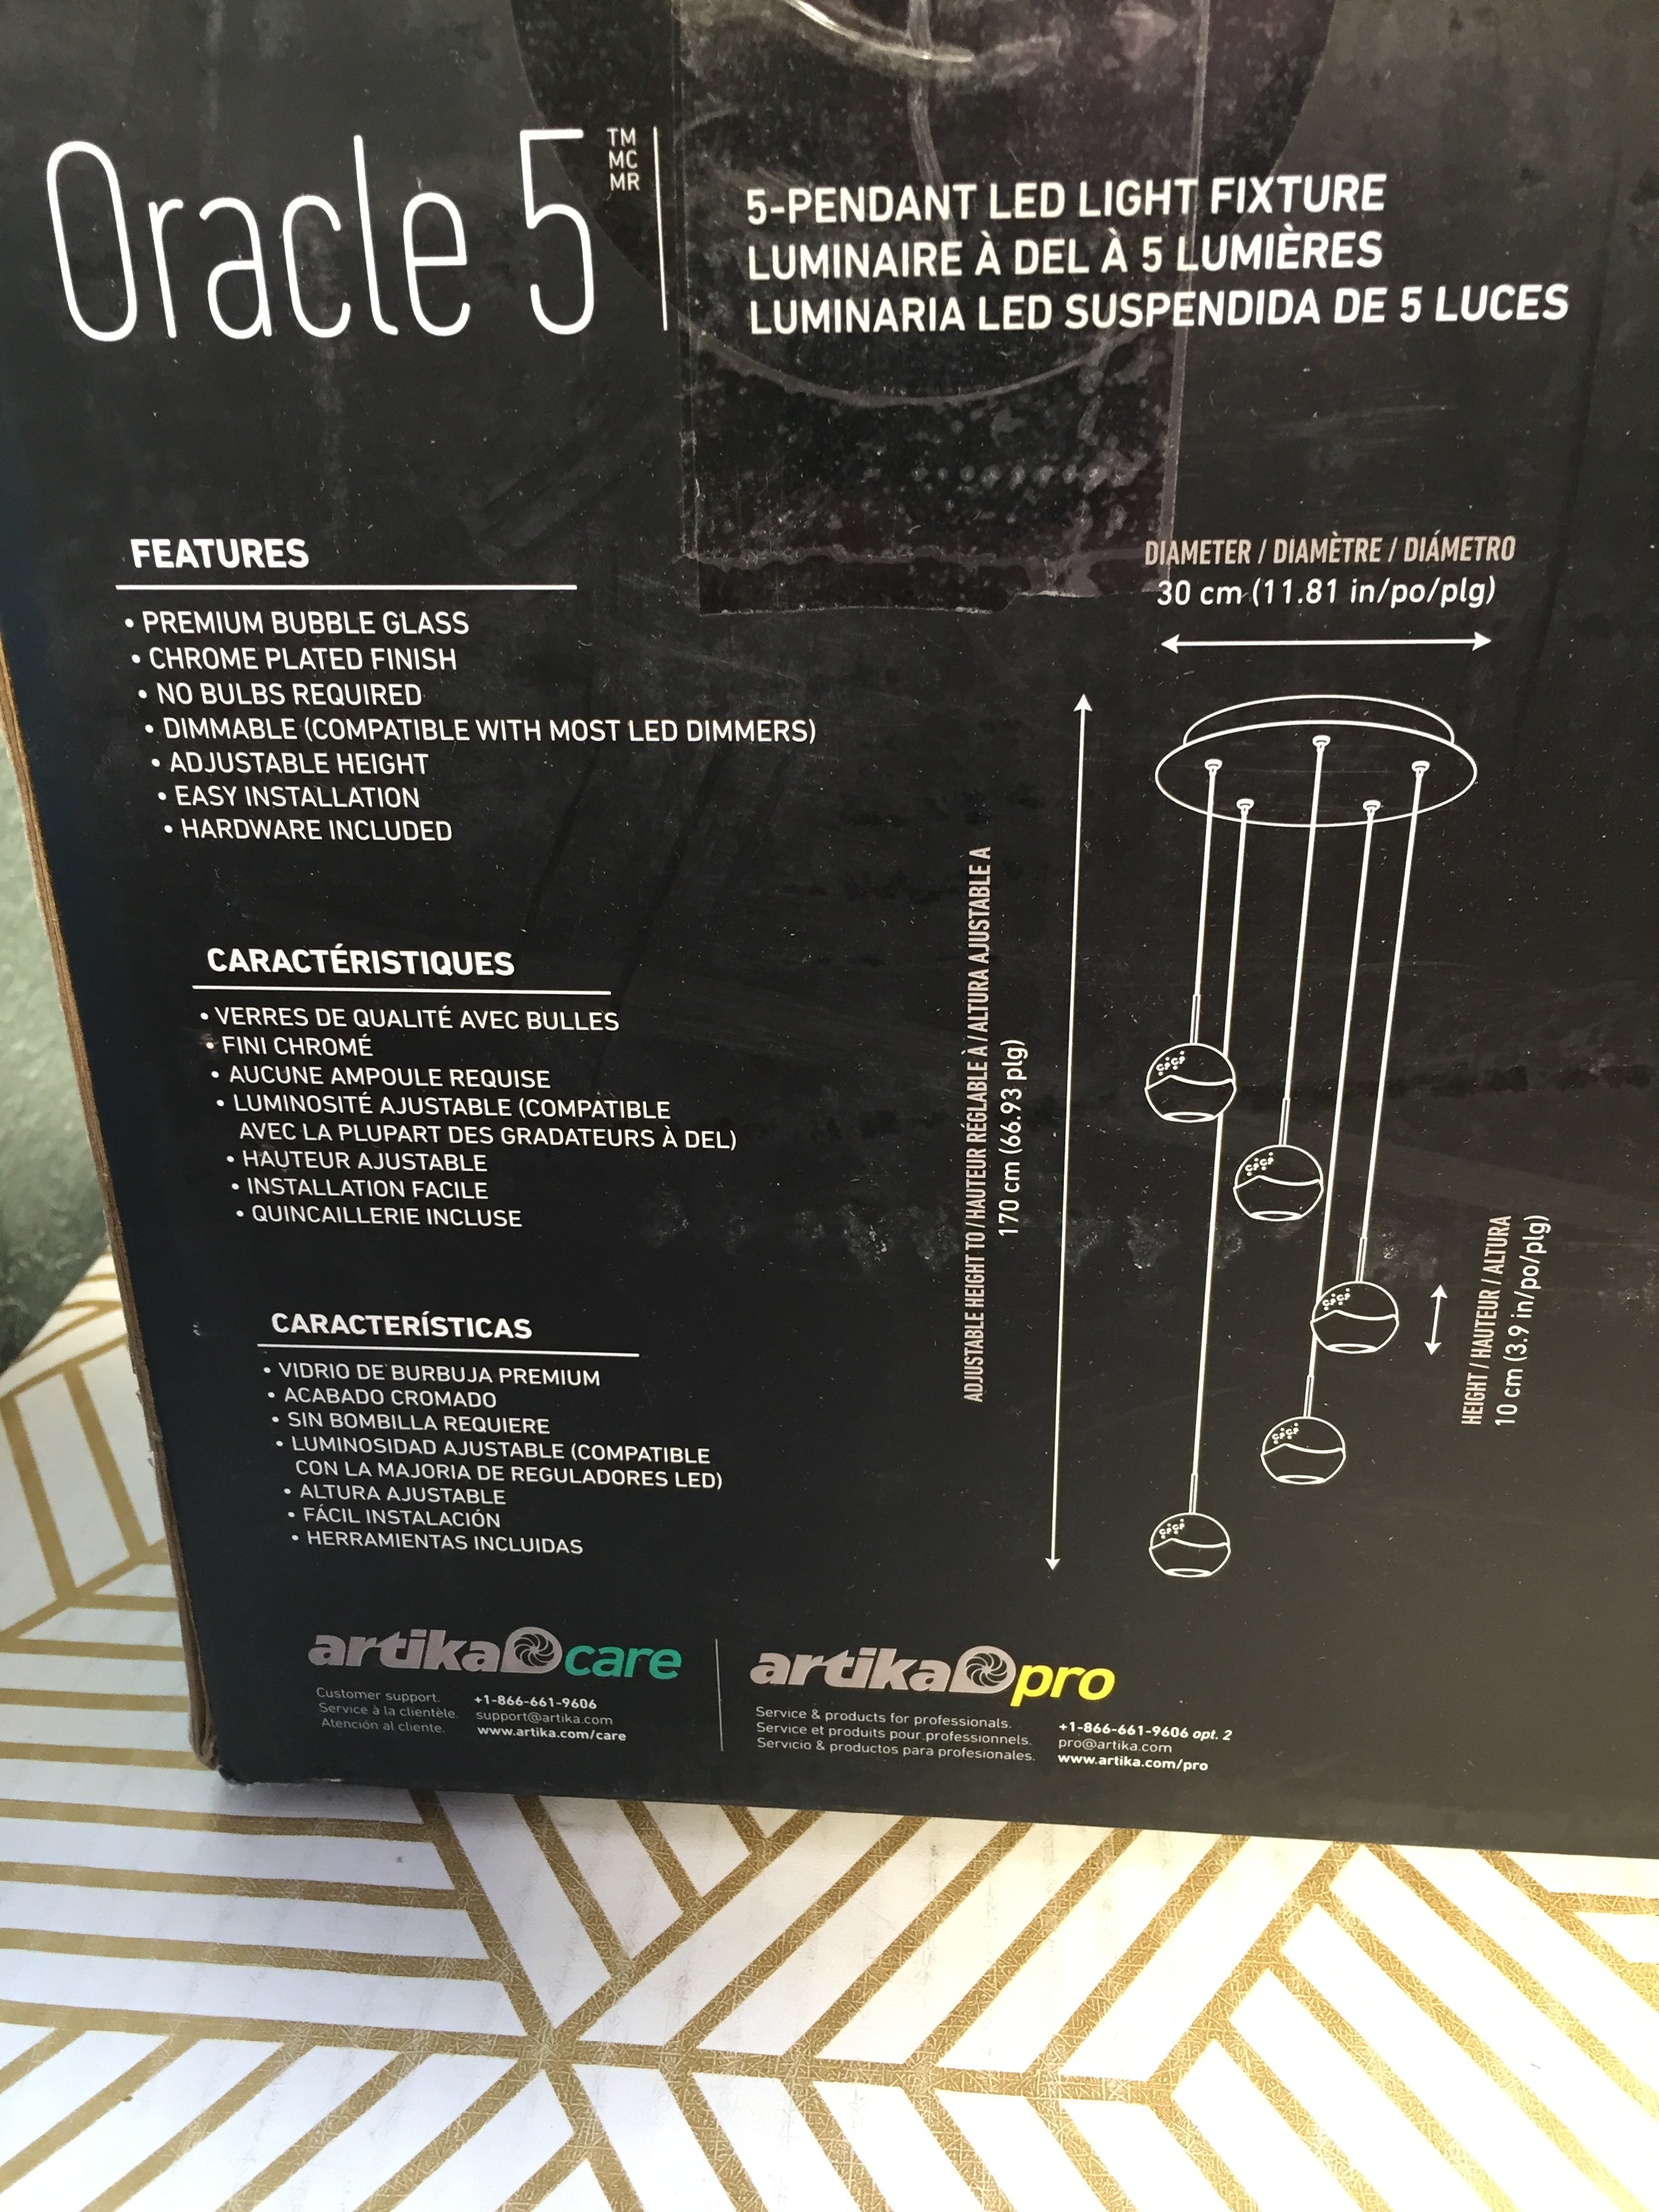 Oracle 5
TM
MC
MR
5-PENDANT LED LIGHT FIXTURE
LUMINAIRE À DEL À 5 LUMIÈRES
LUMINARIA LED SUSPENDIDA DE 5 LUCES
FEATURES
• PREMIUM BUBBLE GLASS
• CHROME PLATED FINISH
• NO BULBS REQUIRED
• DIMMABLE (COMPATIBLE WITH MOST LED DIMMERS)
• ADJUSTABLE HEIGHT
• EASY INSTALLATION
• HARDWARE INCLUDED
CARACTÉRISTIQUES
• VERRES DE QUALITÉ AVEC BULLES
• FINI CHROMÉ
• AUCUNE AMPOULE REQUISE
• LUMINOSITÉ AJUSTABLE (COMPATIBLE
AVEC LA PLUPART DES GRADATEURS À DEL)
• HAUTEUR AJUSTABLE
• INSTALLATION FACILE
• QUINCAILLERIE INCLUSE
CARACTERÍSTICAS
• VIDRIO DE BURBUJA PREMIUM
• ACABADO CROMADO
• SIN BOMBILLA REQUIERE
• LUMINOSIDAD AJUSTABLE (COMPATIBLE
CON LA MAJORIA DE REGULADORES LED)
• ALTURA AJUSTABLE
• FÁCIL INSTALACIÓN
• HERRAMIENTAS INCLUIDAS
DIAMETER / DIAMÈTRE / DIÁMETRO
30 cm (11.81 in/po/plg)
ADJUSTABLE HEIGHT TO / HAUTEUR RÉGLABLE À / ALTURA AJUSTABLE A
170 cm (66.93 plg)
HEIGHT / HAUTEUR / ALTURA
10 cm (3.9 in/po/plg)
artika care
Customer support.
Service à la clientèle.
Atención al cliente.
+1-866-661-9606
support@artika.com
www.artika.com/care
artika pro
Service & products for professionals.
Service et produits pour professionnels.
Servicio & productos para profesionales.
+1-866-661-9606 opt. 2
pro@artika.com
www.artika.com/pro